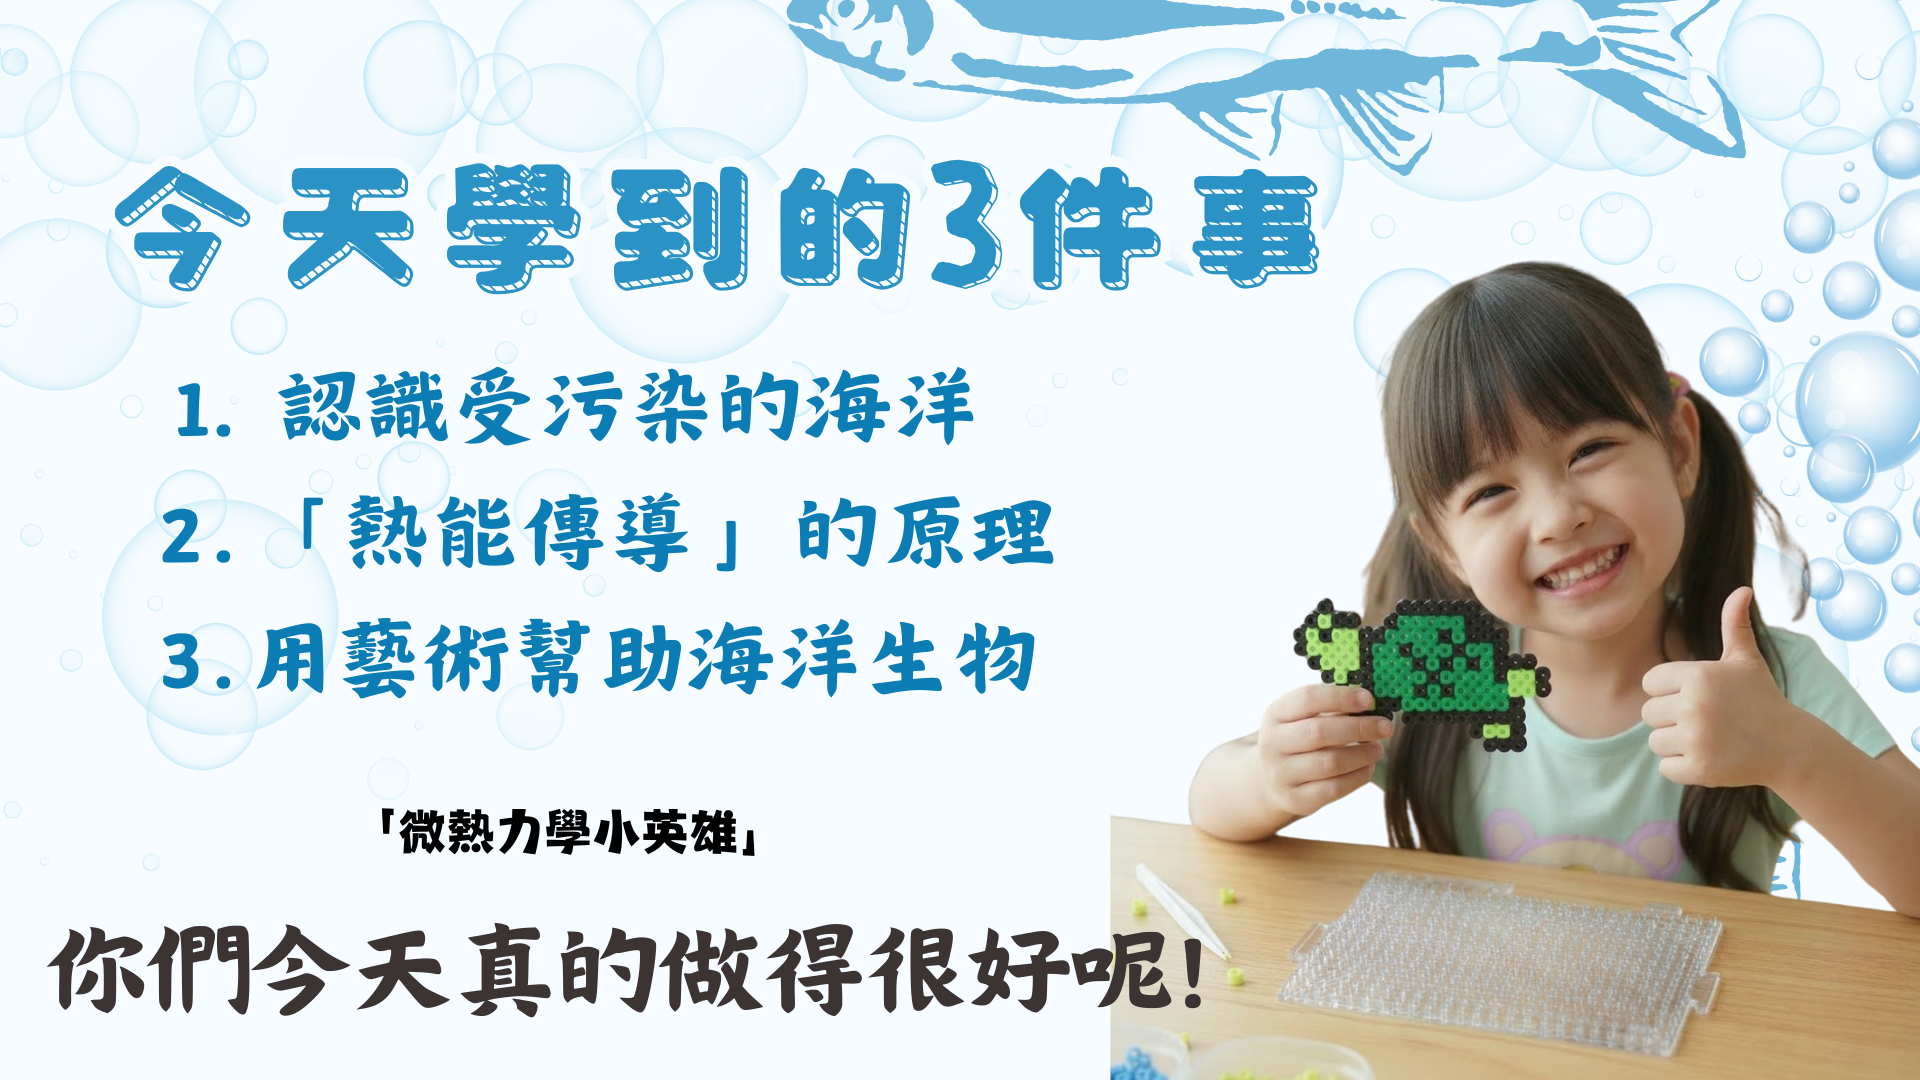 今天學到的3件事
1. 認識受污染的海洋
2. 「熱能傳導」的原理
3. 用藝術幫助海洋生物
「微熱力學小英雄」
你們今天真的做得很好呢!